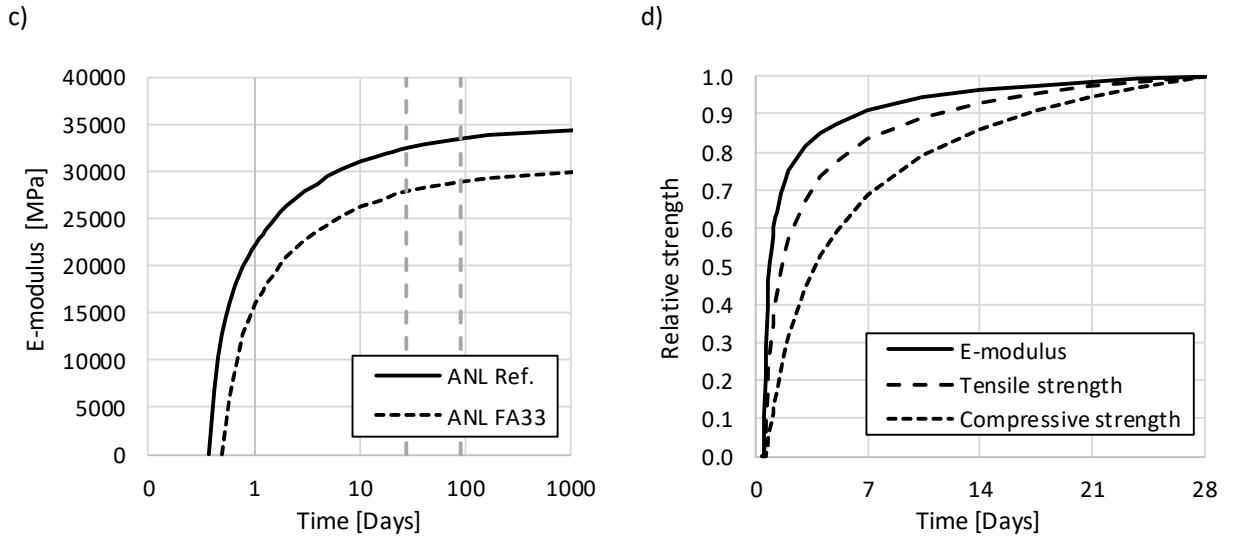 c)
E-modulus [MPa]
40000
35000
30000
25000
20000
15000
10000
5000
0
ANL Ref.
ANL FA33
0 1 10 100 1000
Time [Days]
d)
Relative strength
1.0
0.9
0.8
0.7
0.6
0.5
0.4
0.3
0.2
0.1
0.0
E-modulus
Tensile strength
Compressive strength
0 7 14 21 28
Time [Days]